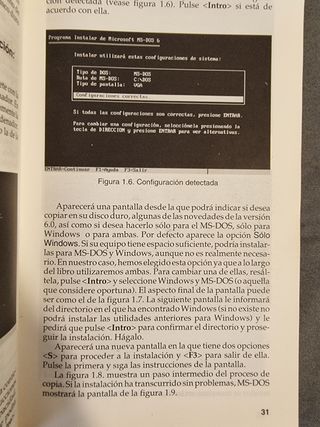 ción detectada (véase figura 1.6). Pulse <Intro> si está de
acuerdo con ella.
Programa Instalar de Microsoft MS-DOS 6
Instalar utilizará estas configuraciones de sistema:
Tipo de DOS: MS-DOS
Ruta de MS-DOS: C:\DOS
Tipo de pantalla: VGA
Configuraciones correctas.
Si todas las configuraciones son correctas, presione ENTRAR.
Para cambiar una configuración, selecciónela presionando la
tecla de DIRECCION y presione ENTRAR para ver alternativas.
ENTRAR=Continuar F1=Ayuda F3=Salir
Figura 1.6. Configuración detectada
Aparecerá una pantalla desde la que podrá indicar si desea
copiar en su disco duro, algunas de las novedades de la versión
6.0, así como si desea hacerlo sólo para el MS-DOS, sólo para
Windows o para ambas. Por defecto aparece la opción Sólo
Windows. Si su equipo tiene espacio suficiente, podría instalar-
las para MS-DOS y Windows, aunque no es realmente necesa-
rio. En nuestro caso, hemos elegido esta opción ya que a lo largo
del libro utilizaremos ambas. Para cambiar una de ellas, resál-
tela, pulse <Intro> y seleccione Windows y MS-DOS (o aquella
que considere oportuna). El aspecto final de la pantalla puede
ser como el de la figura 1.7. La siguiente pantalla le informará
del directorio en el que ha encontrado Windows (si no existe no
podrá instalar las utilidades anteriores para Windows) y le
pedirá que pulse <Intro> para confirmar el directorio y prose-
guir la instalación. Hágalo.
Aparecerá una nueva pantalla en la que tiene dos opciones
<S> para proceder a la instalación y <F3> para salir de ella.
Pulse la primera y siga las instrucciones de la pantalla.
La figura 1.8. muestra un paso intermedio del proceso de
copia. Si la instalación ha transcurrido sin problemas, MS-DOS
mostrará la pantalla de la figura 1.9.
31